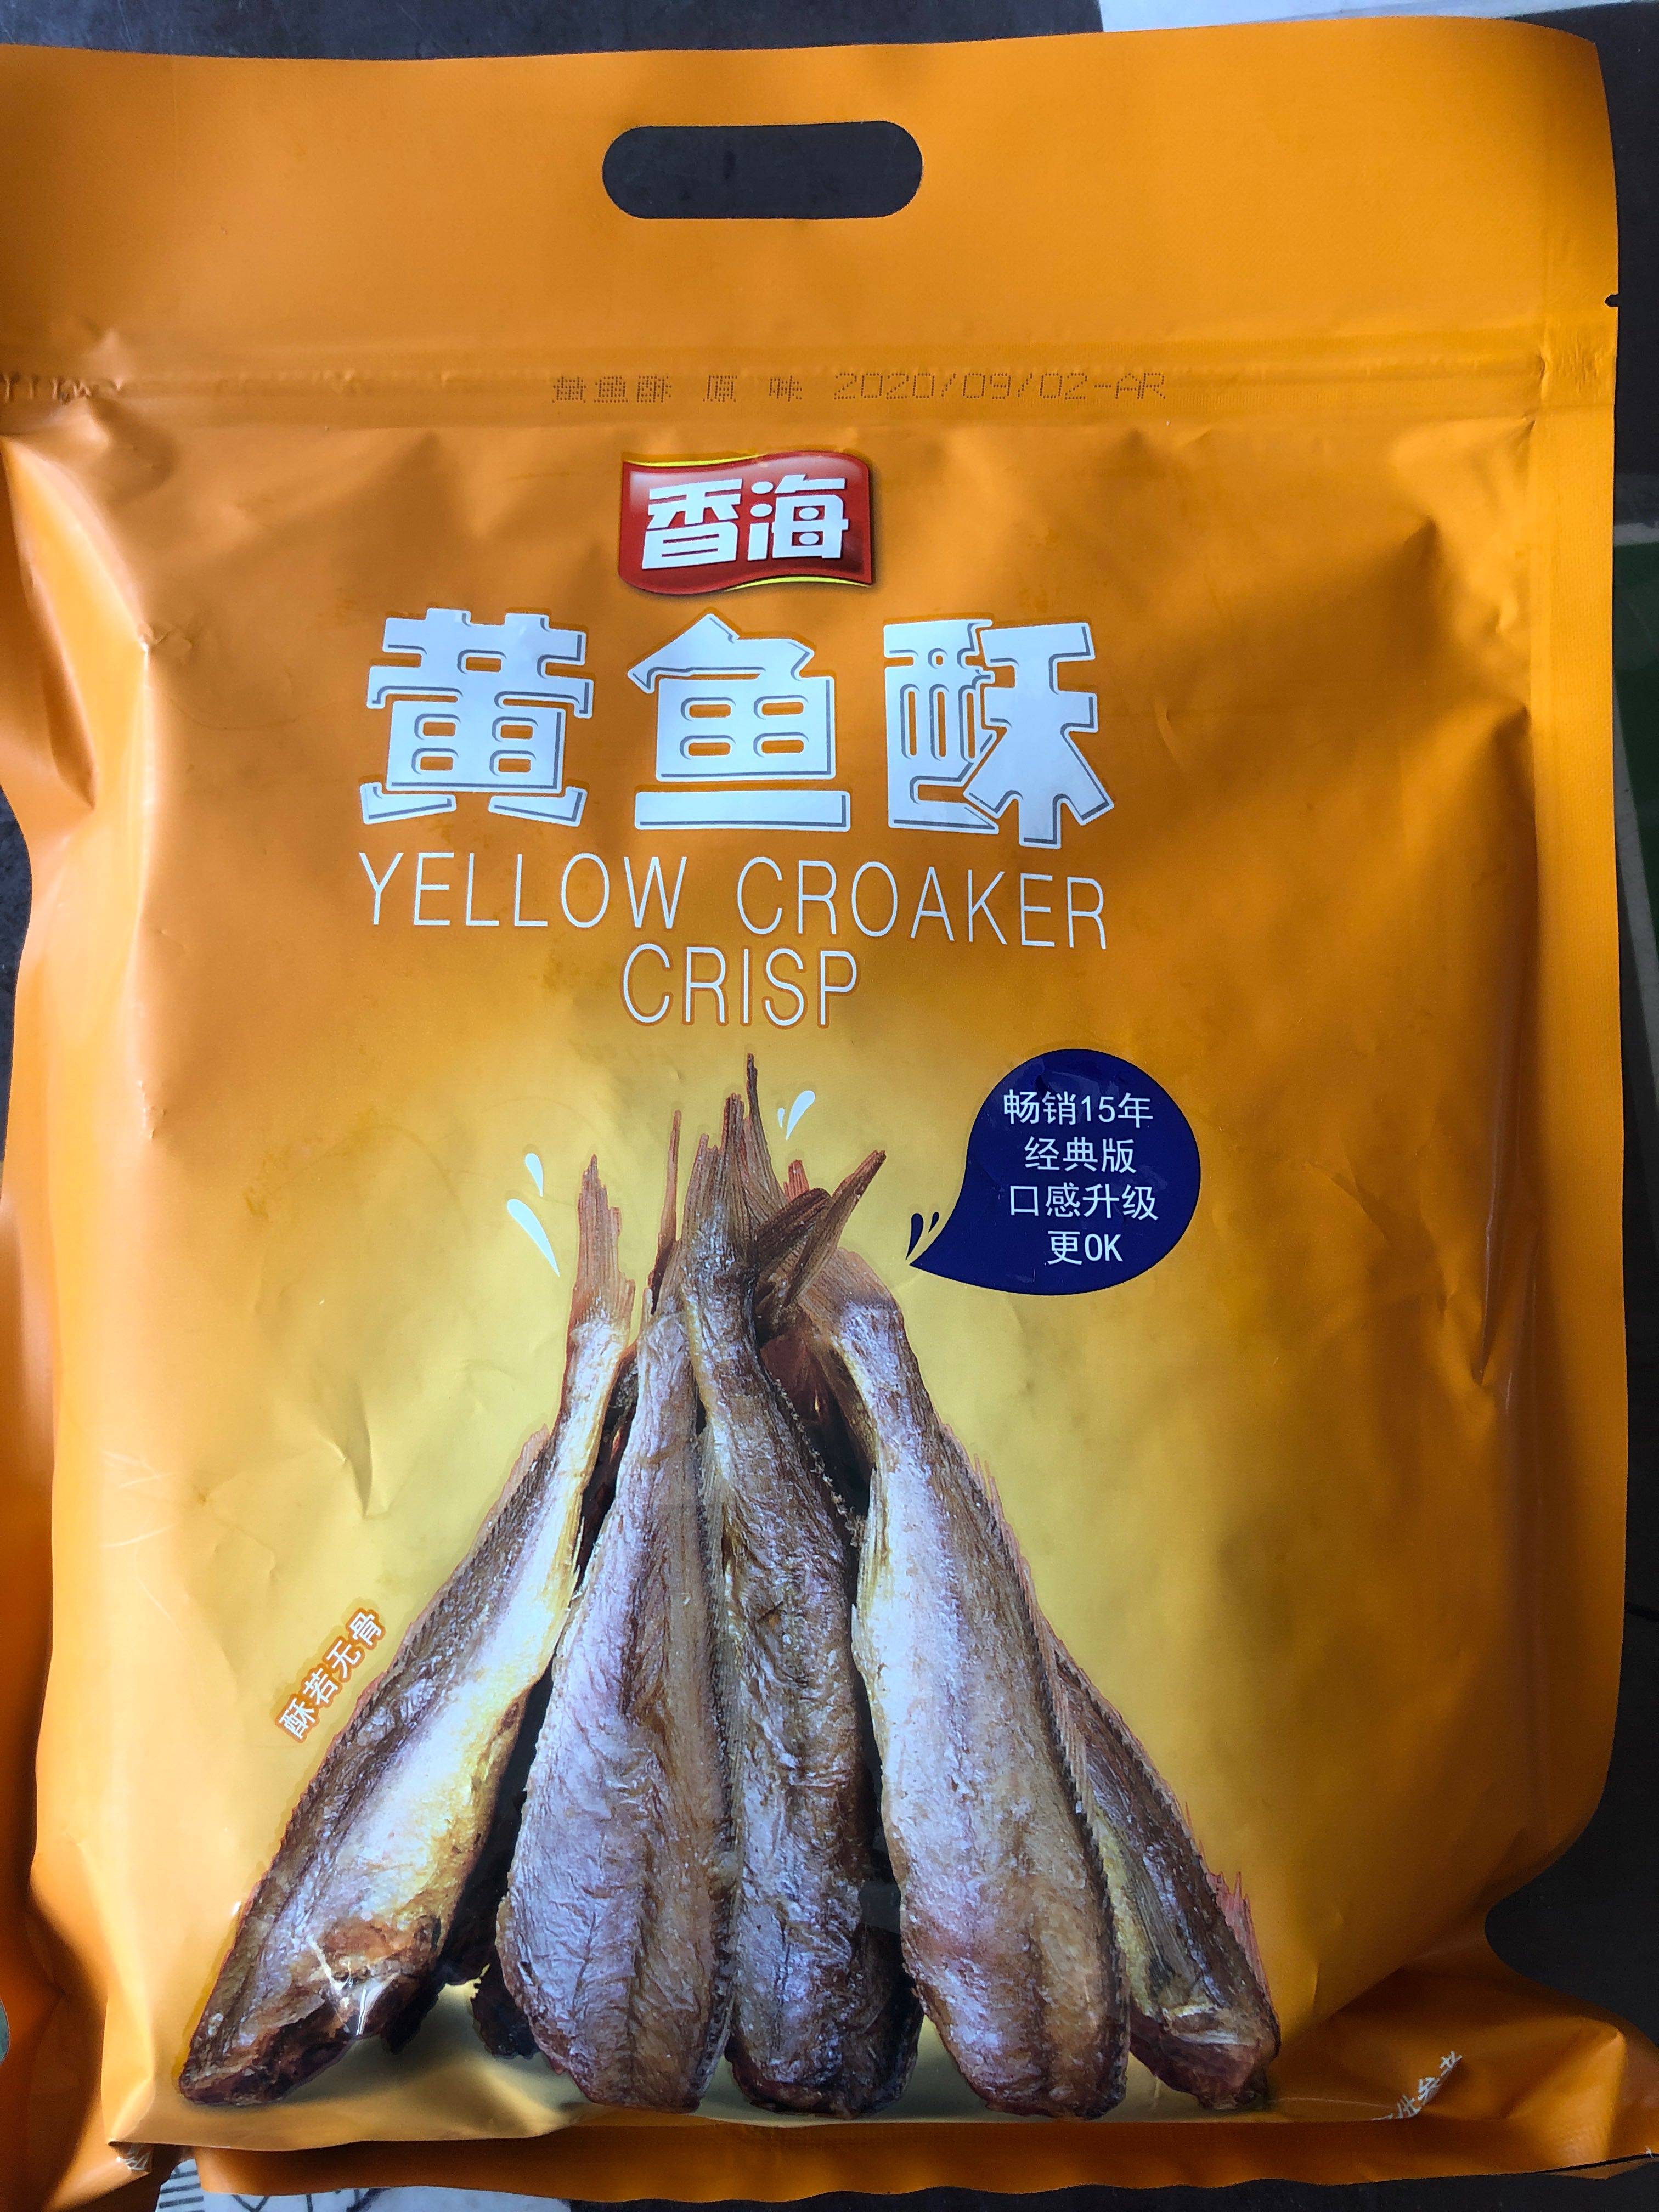 黄鱼酥 原 味 2020/09/02-AR
香海
黄鱼酥
YELLOW CROAKER
CRISP
畅销15年
经典版
口感升级
更OK
酥若无骨